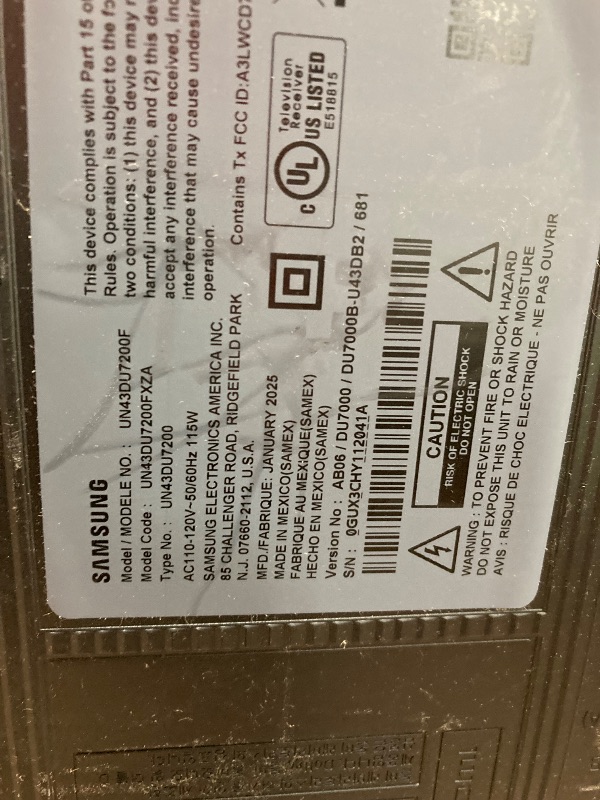 SAMSUNG
Model / MODELE NO. : UN43DU7200F
Model Code : UN43DU7200FXZA
Type No. : UN43DU7200
AC110-120V~50/60Hz 115W
SAMSUNG ELECTRONICS AMERICA INC.
85 CHALLENGER ROAD, RIDGEFIELD PARK
N.J. 07660-2112, U.S.A.
MFD./FABRIQUE: JANUARY 2025
MADE IN MEXICO(SAMEX)
FABRIQUE AU MEXIQUE(SAMEX)
HECHO EN MEXICO(SAMEX)
Version No : AB06 / DU7000 / DU7000B-U43DB2 / 681
S/N : 0GUX3CHY112041A
CAUTION
RISK OF ELECTRIC SHOCK
DO NOT OPEN
WARNING : TO PREVENT FIRE OR SHOCK HAZARD
DO NOT EXPOSE THIS UNIT TO RAIN OR MOISTURE
AVIS : RISQUE DE CHOC ELECTRIQUE - NE PAS OUVRIR
This device complies with Part 15 of
Rules. Operation is subject to the
two conditions: (1) this device may
harmful interference, and (2) this
accept any interference received,
interference that may cause
operation.
Contains Tx FCC ID:A3LWCD
C UL US LISTED
Television
Receiver
E518815